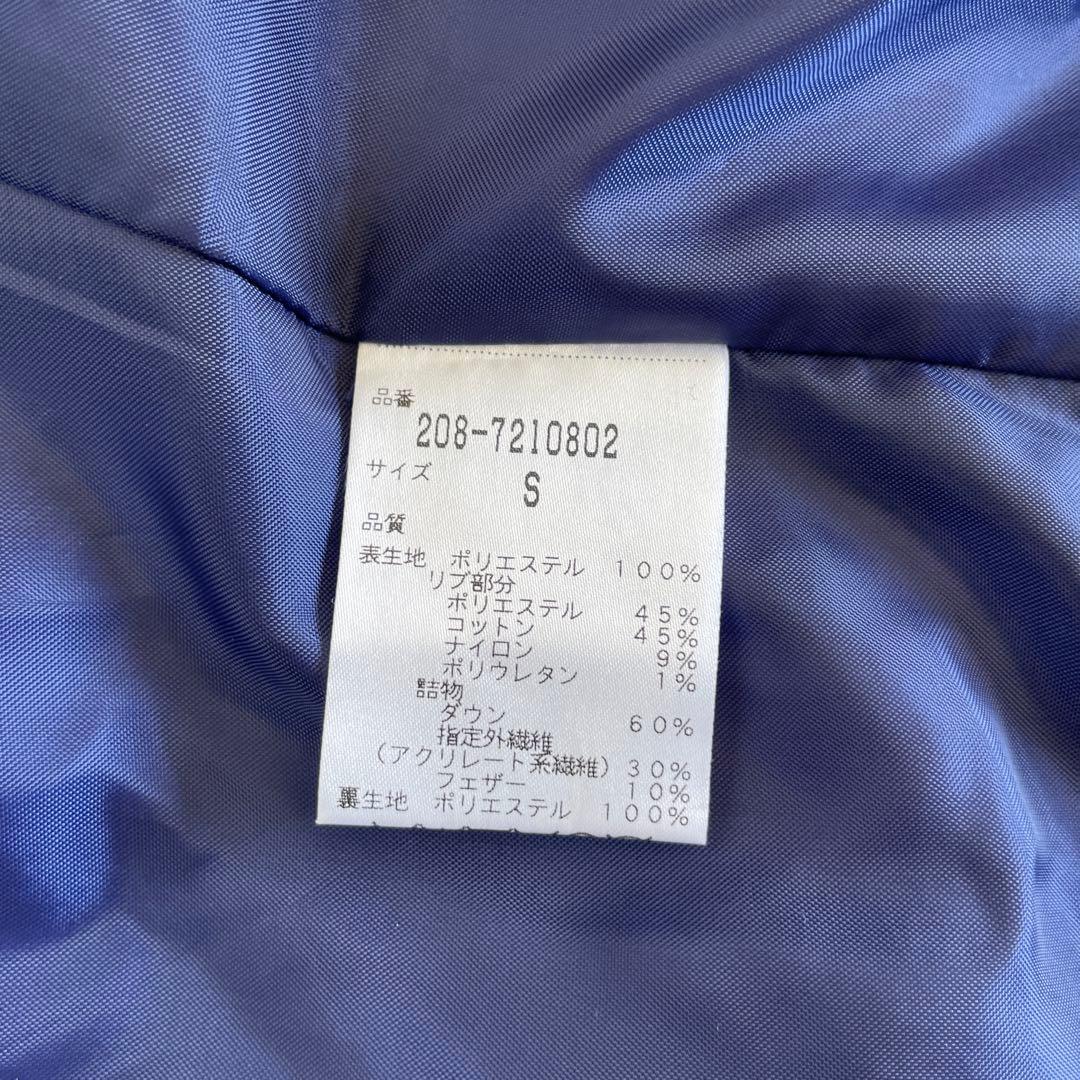 品番
208-7210802
サイズ
S
品質
表生地 ポリエステル 100%
リブ部分
ポリエステル 45%
コットン 45%
ナイロン 9%
ポリウレタン 1%
詰物
ダウン 60%
指定外繊維
(アクリレート系繊維) 30%
フェザー 10%
裏生地 ポリエステル 100%